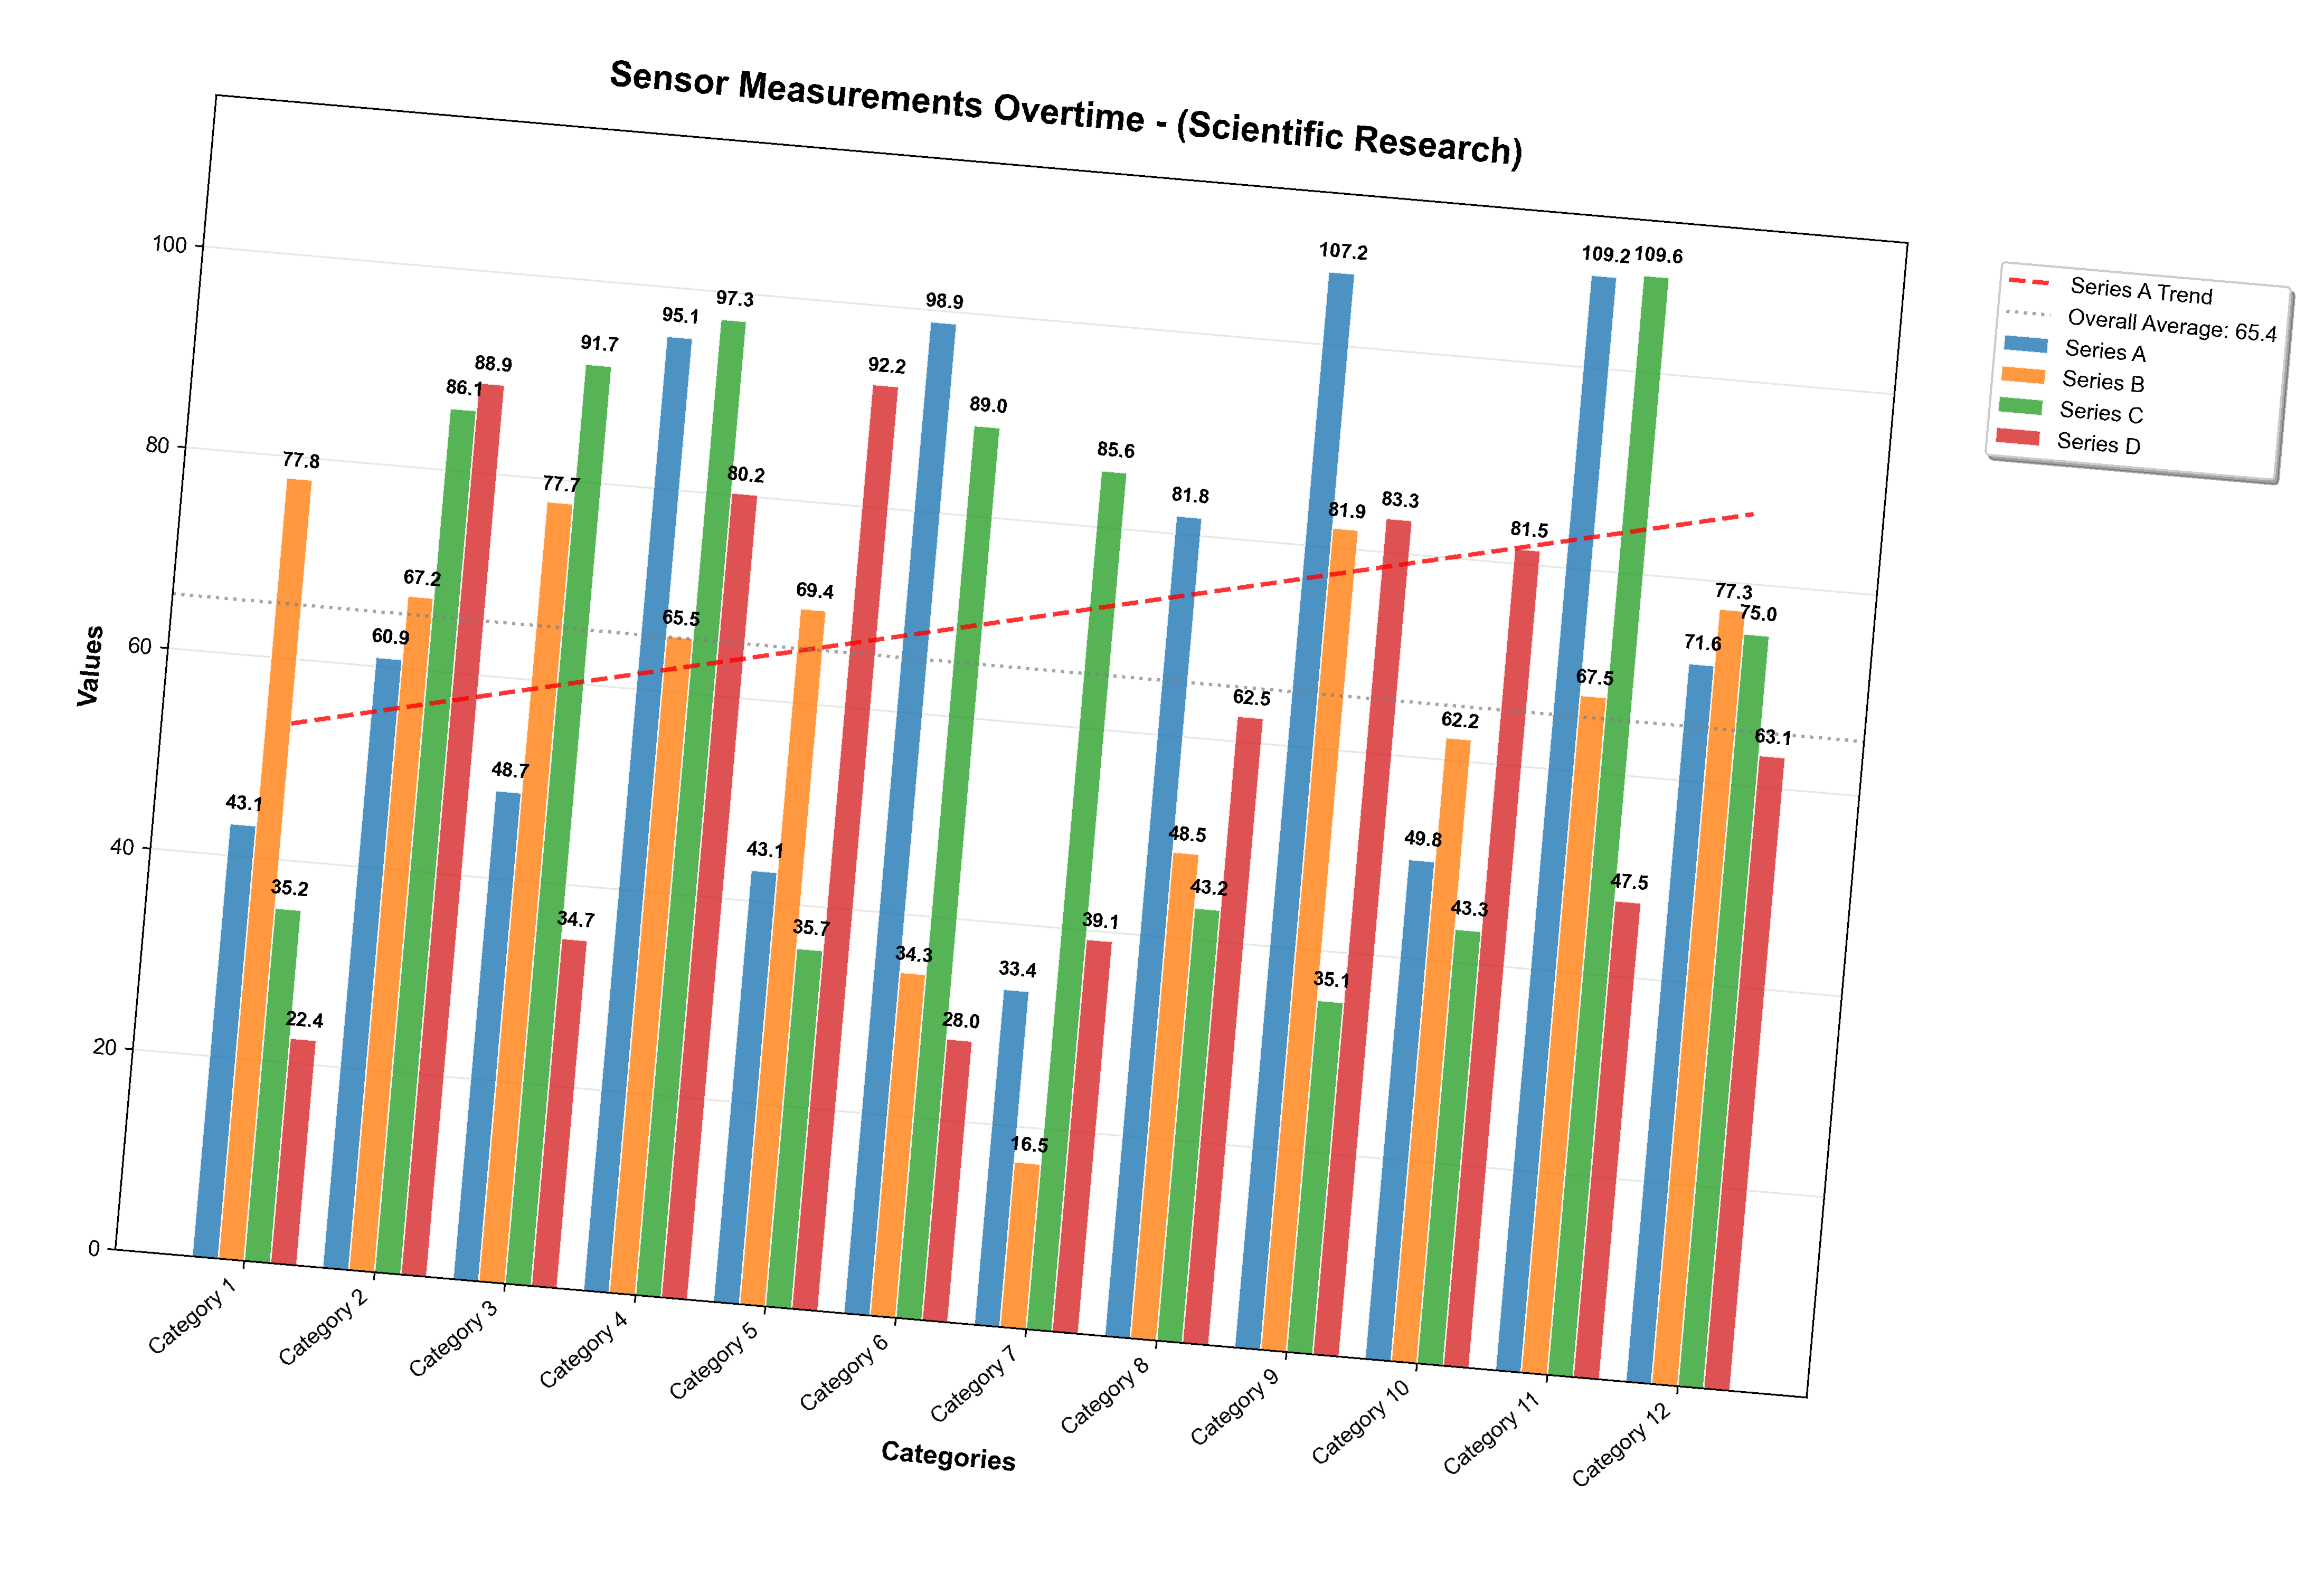 Sensor Measurements Overtime - (Scientific Research)
Values
100
80
60
40
20
0
43.1
77.8
35.2
22.4
60.9
67.2
86.1
88.9
48.7
77.7
91.7
34.7
95.1
65.5
97.3
80.2
43.1
69.4
35.7
92.2
98.9
34.3
89.0
28.0
33.4
16.5
85.6
39.1
81.8
48.5
43.2
62.5
107.2
81.9
35.1
83.3
49.8
62.2
43.3
81.5
109.2
67.5
109.6
47.5
71.6
77.3
75.0
63.1
Category 1
Category 2
Category 3
Category 4
Category 5
Category 6
Category 7
Category 8
Category 9
Category 10
Category 11
Category 12
Categories
Series A Trend
Overall Average: 65.4
Series A
Series B
Series C
Series D